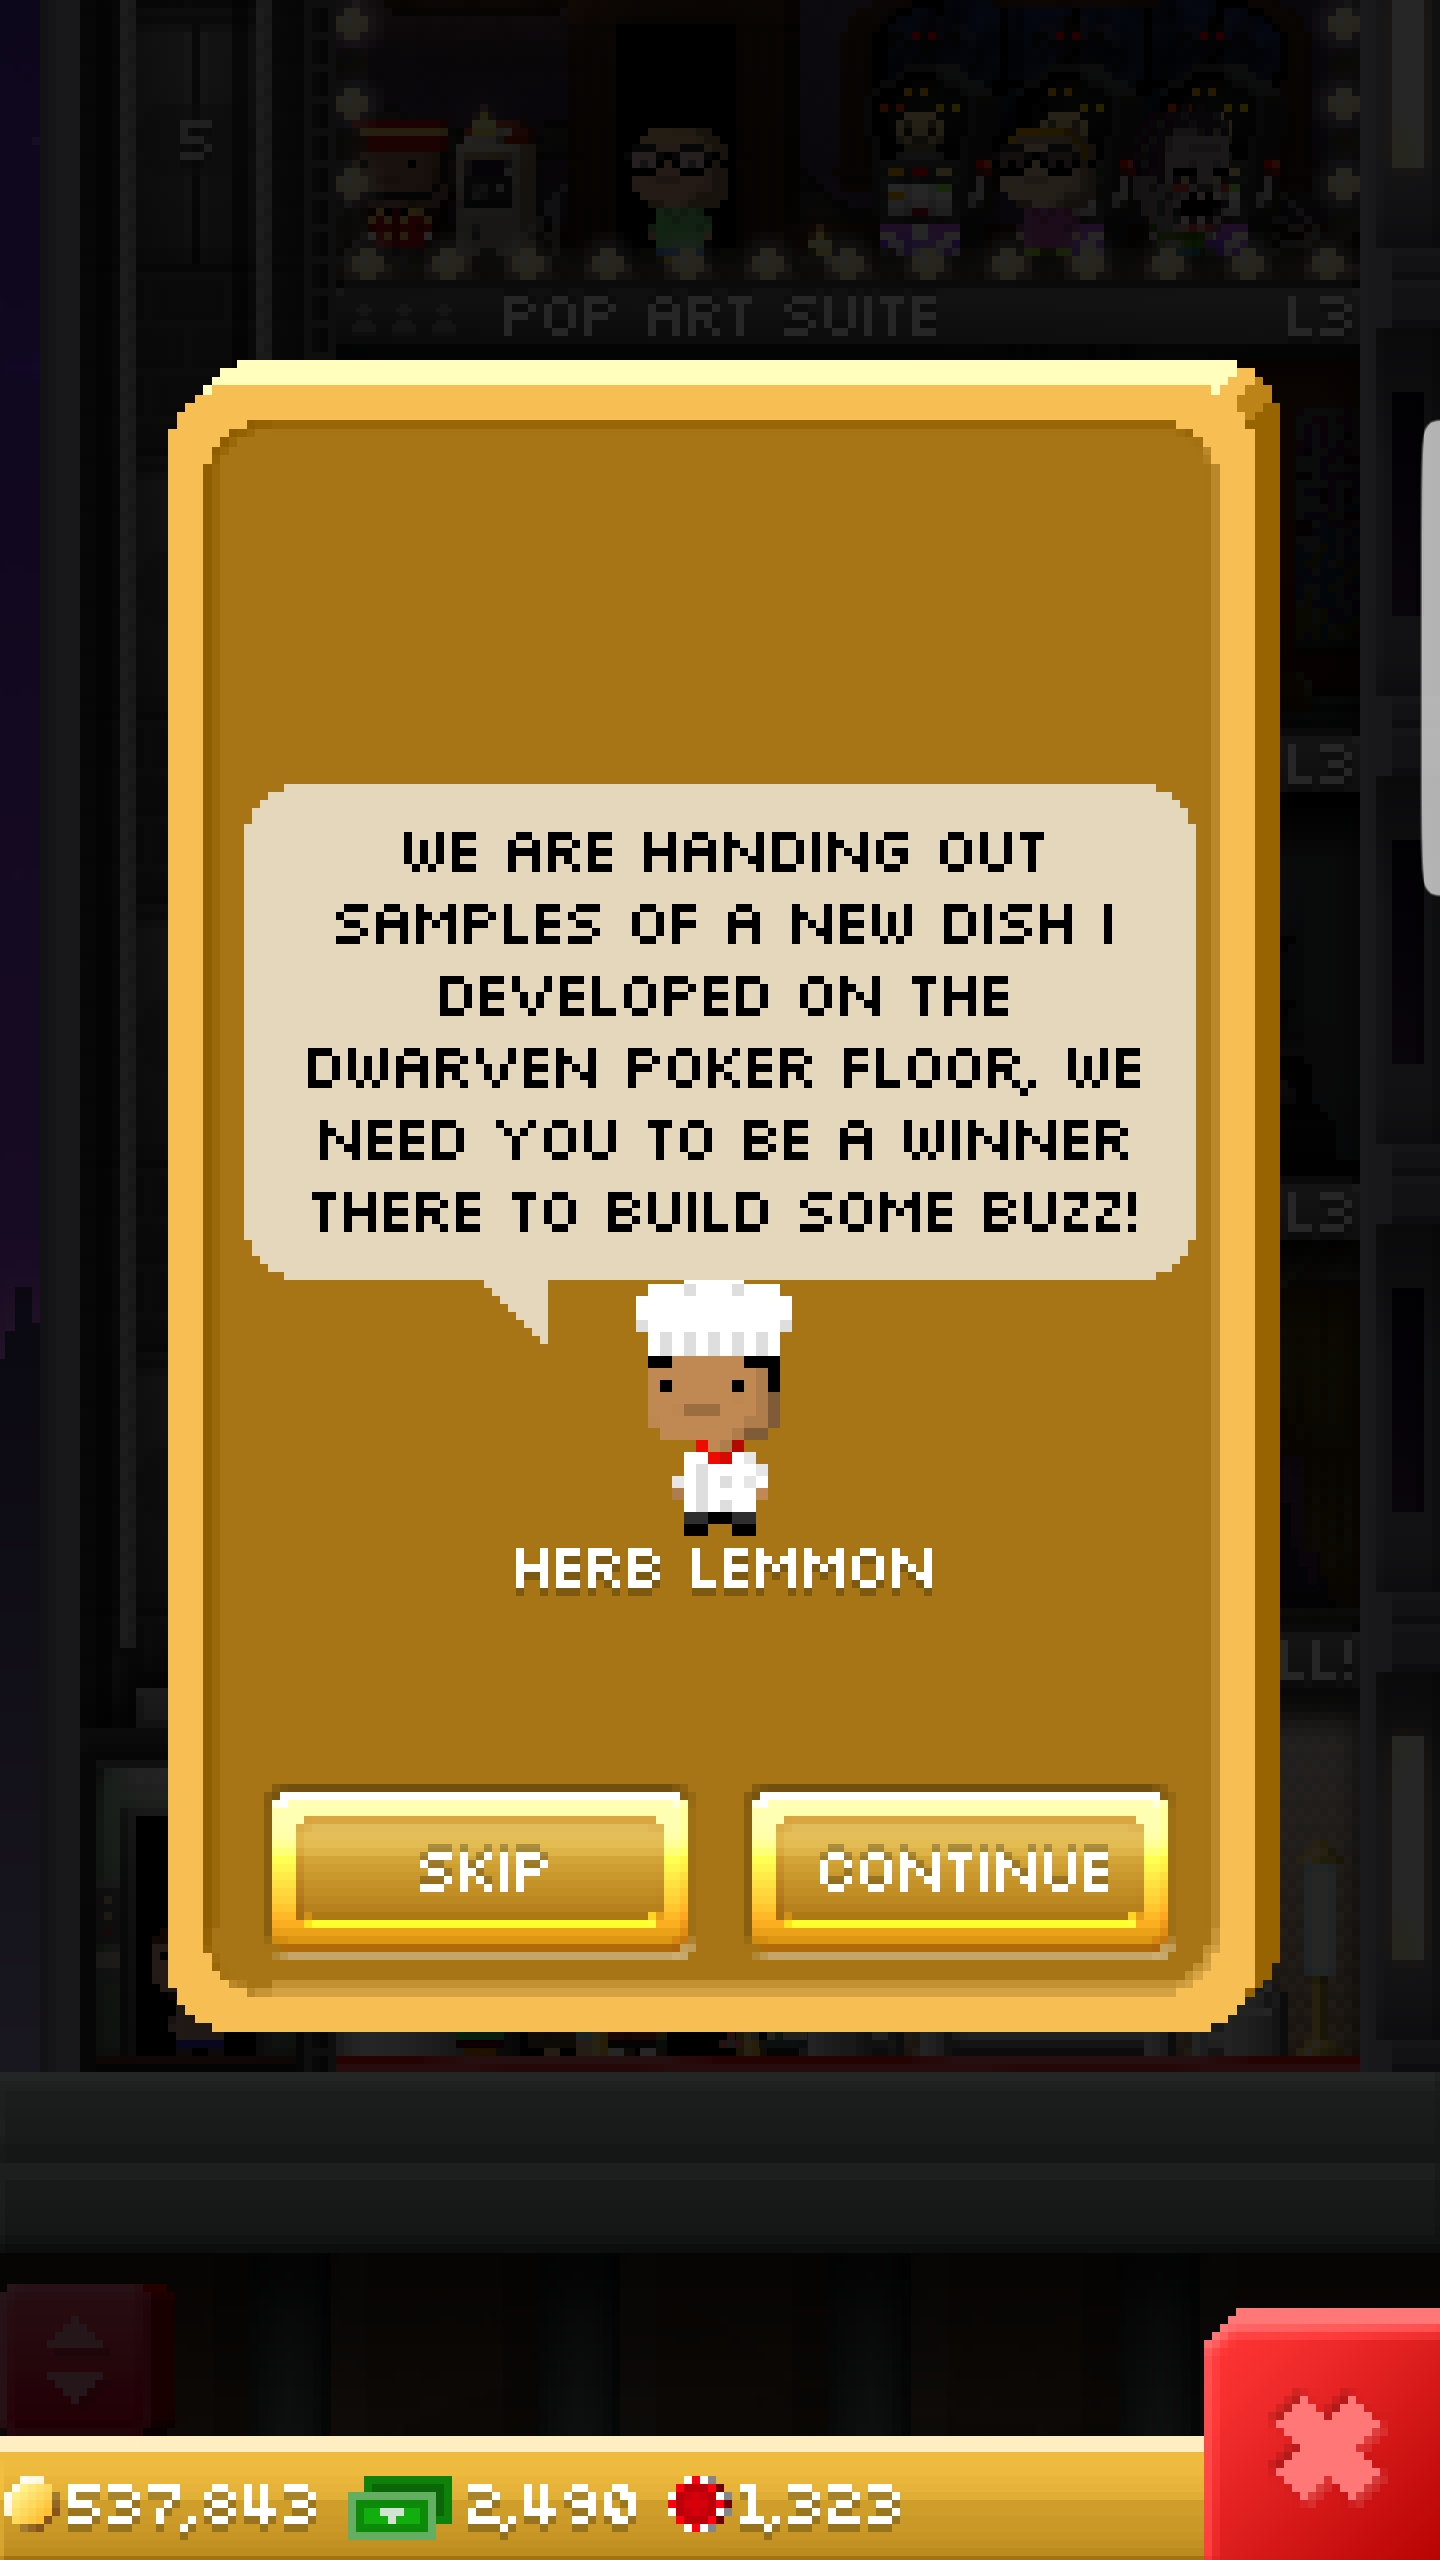 5
POP ART SUITE L3
L3
WE ARE HANDING OUT
SAMPLES OF A NEW DISH I
DEVELOPED ON THE
DWARVEN POKER FLOOR, WE
NEED YOU TO BE A WINNER
THERE TO BUILD SOME BUZZ!
L3
HERB LEMMON
LL!
SKIP CONTINUE
537,843 2,490 1,323